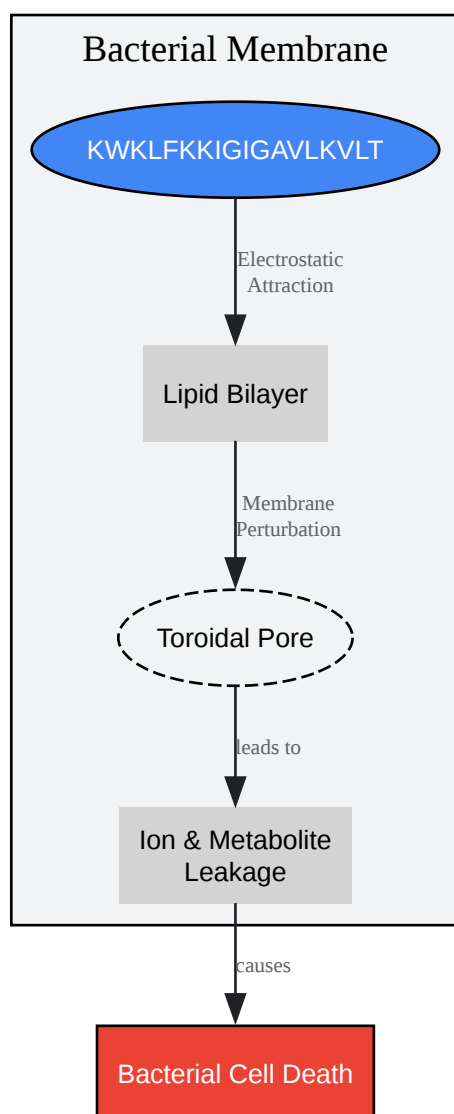 Bacterial Membrane
KWKLFKKIGIGAVLKVLT
Electrostatic
Attraction
Lipid Bilayer
Membrane
Perturbation
Toroidal Pore
leads to
Ion & Metabolite
Leakage
causes
Bacterial Cell Death